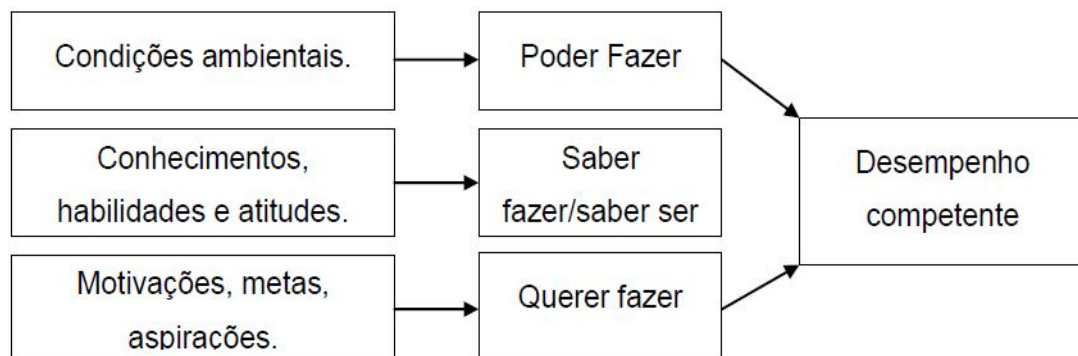 Condições ambientais.
Poder Fazer
Conhecimentos,
habilidades e atitudes.
Saber
fazer/saber ser
Desempenho
competente
Motivações, metas,
aspirações.
Querer fazer